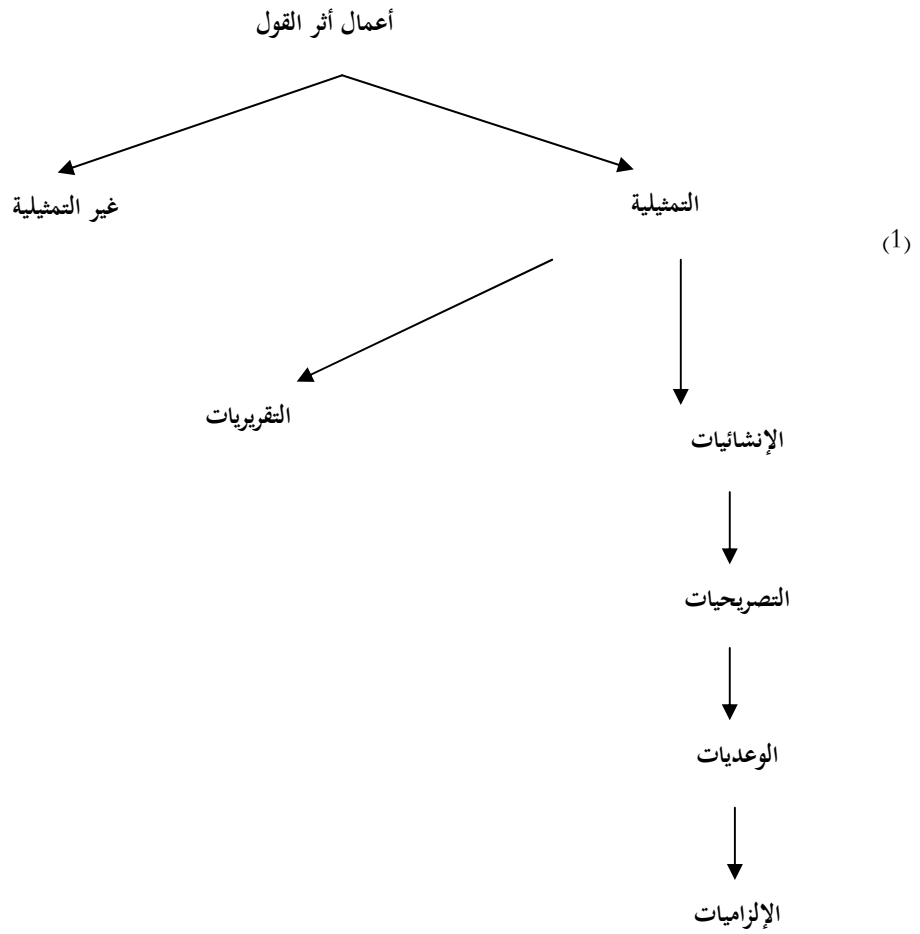 أعمال أثر القول
التمثيلية
غير التمثيلية
(1)
التقريريات
الإنشائيات
التصريحيات
الوعديات
الإلزاميات